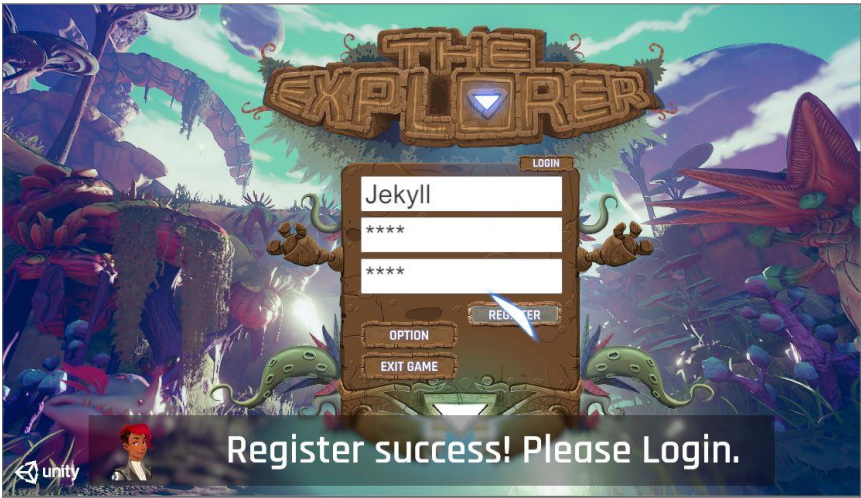 THE
EXPLORER
LOGIN
Jekyll
****
****
REGISTER
OPTION
EXIT GAME
Register success! Please Login.
unity